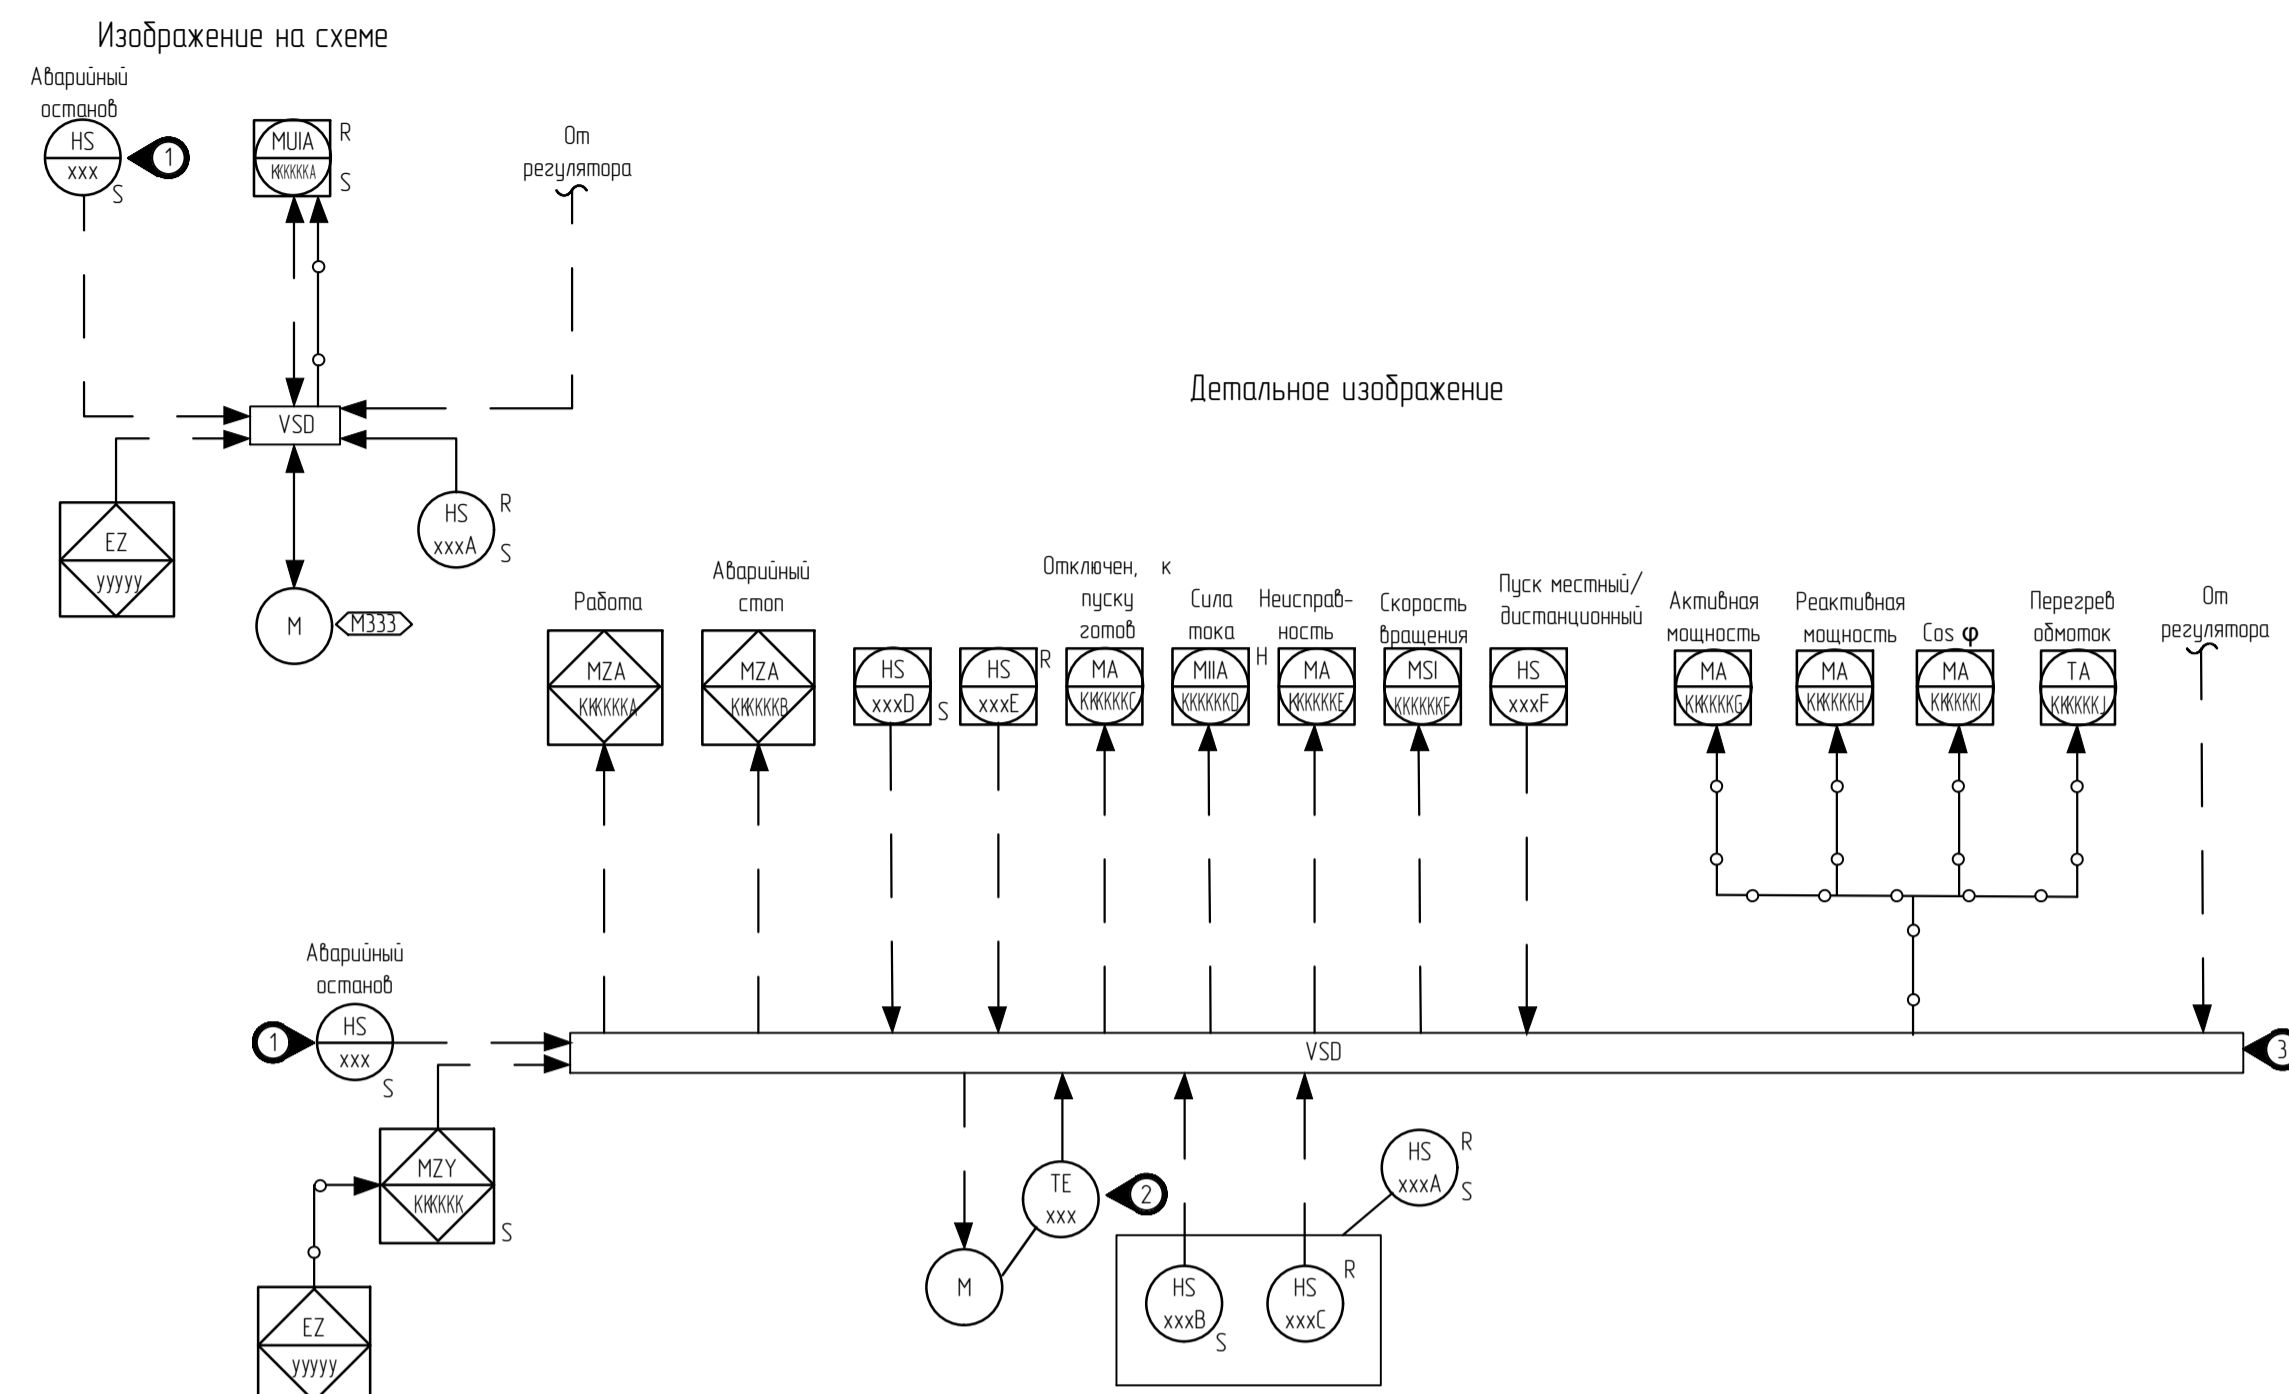 Изображение на схеме
Аварийный
останов
HS
xxx
S
1
MUIA
KKKKKKA
R
S
От
регулятора
VSD
EZ
yyyyy
M
M333
HS
xxxA
R
S
Детальное изображение
Работа
MZA
KKKKKKA
Аварийный
стоп
MZA
KKKKKKB
HS
xxxD
S
HS
xxxE
R
Отключен, к
пуску
готов
MA
KKKKKKC
Сила
тока
MIIA
KKKKKKD
H
Неисправ-
ность
MA
KKKKKKE
Скорость
вращения
MSI
KKKKKKF
Пуск местный/
дистанционный
HS
xxxF
Активная
мощность
MA
KKKKKKG
Реактивная
мощность
MA
KKKKKKH
Cos φ
MA
KKKKKKI
Перегрев
обмоток
TA
KKKKKKJ
От
регулятора
Аварийный
останов
1
HS
xxx
S
VSD
3
MZY
KKKKKK
S
EZ
yyyyy
M
TE
xxx
2
HS
xxxA
R
S
HS
xxxB
S
HS
xxxC
R